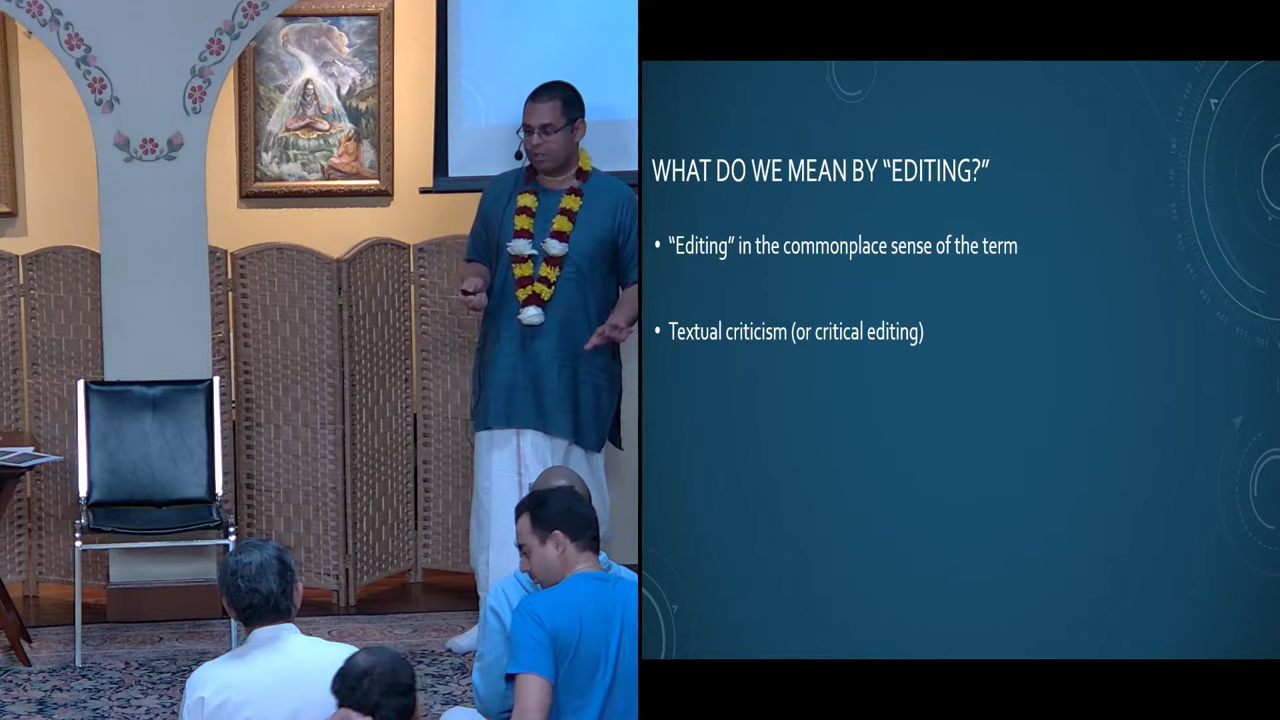 WHAT DO WE MEAN BY “EDITING?”
• “Editing” in the commonplace sense of the term
• Textual criticism (or critical editing)